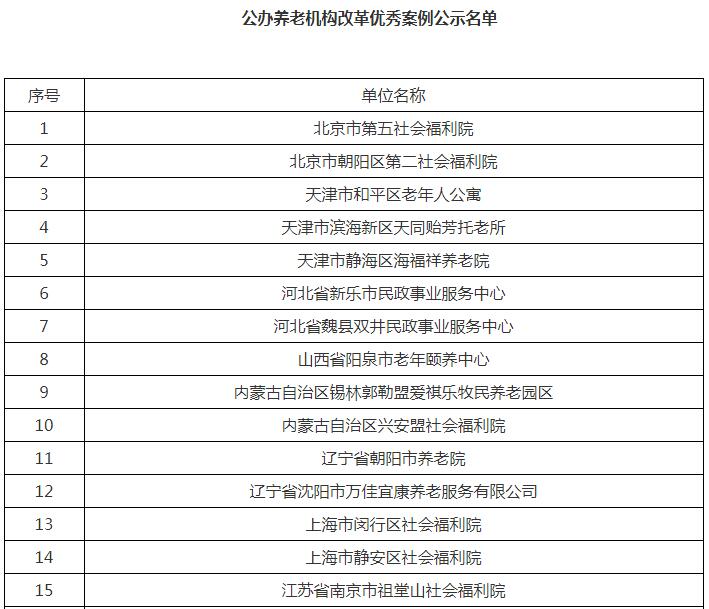 公办养老机构改革优秀案例公示名单
序号 单位名称
1 北京市第五社会福利院
2 北京市朝阳区第二社会福利院
3 天津市和平区老年人公寓
4 天津市滨海新区天同贻芳托老所
5 天津市静海区海福祥养老院
6 河北省新乐市民政事业服务中心
7 河北省魏县双井民政事业服务中心
8 山西省阳泉市老年颐养中心
9 内蒙古自治区锡林郭勒盟爱祺乐牧民养老园区
10 内蒙古自治区兴安盟社会福利院
11 辽宁省朝阳市养老院
12 辽宁省沈阳市万佳宜康养老服务有限公司
13 上海市闵行区社会福利院
14 上海市静安区社会福利院
15 江苏省南京市祖堂山社会福利院